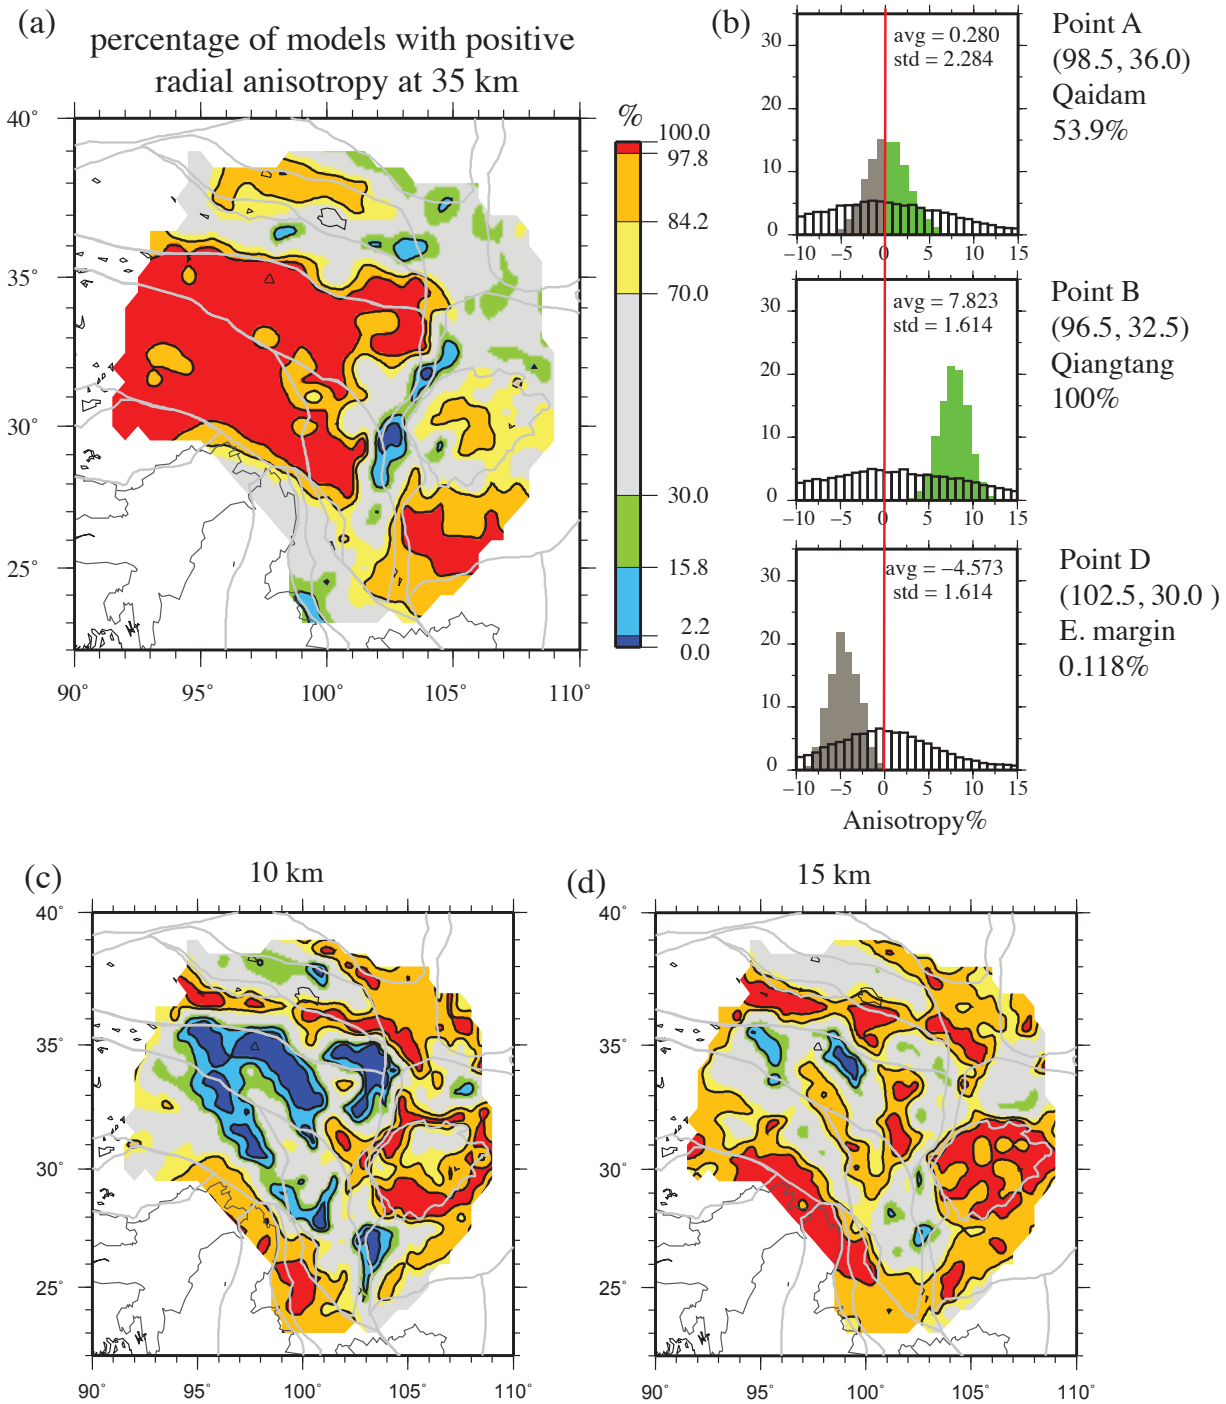 (a)
percentage of models with positive
radial anisotropy at 35 km
40°
35°
30°
25°
90° 95° 100° 105° 110°
%
100.0
97.8
84.2
70.0
30.0
15.8
2.2
0.0
(b)
30
20
10
0
avg = 0.280
std = 2.284
−10 −5 0 5 10 15
Point A
(98.5, 36.0)
Qaidam
53.9%
30
20
10
0
avg = 7.823
std = 1.614
−10 −5 0 5 10 15
Point B
(96.5, 32.5)
Qiangtang
100%
30
20
10
0
avg = −4.573
std = 1.614
−10 −5 0 5 10 15
Anisotropy%
Point D
(102.5, 30.0 )
E. margin
0.118%
(c)
10 km
40°
35°
30°
25°
90° 95° 100° 105° 110°
(d)
15 km
40°
35°
30°
25°
90° 95° 100° 105° 110°